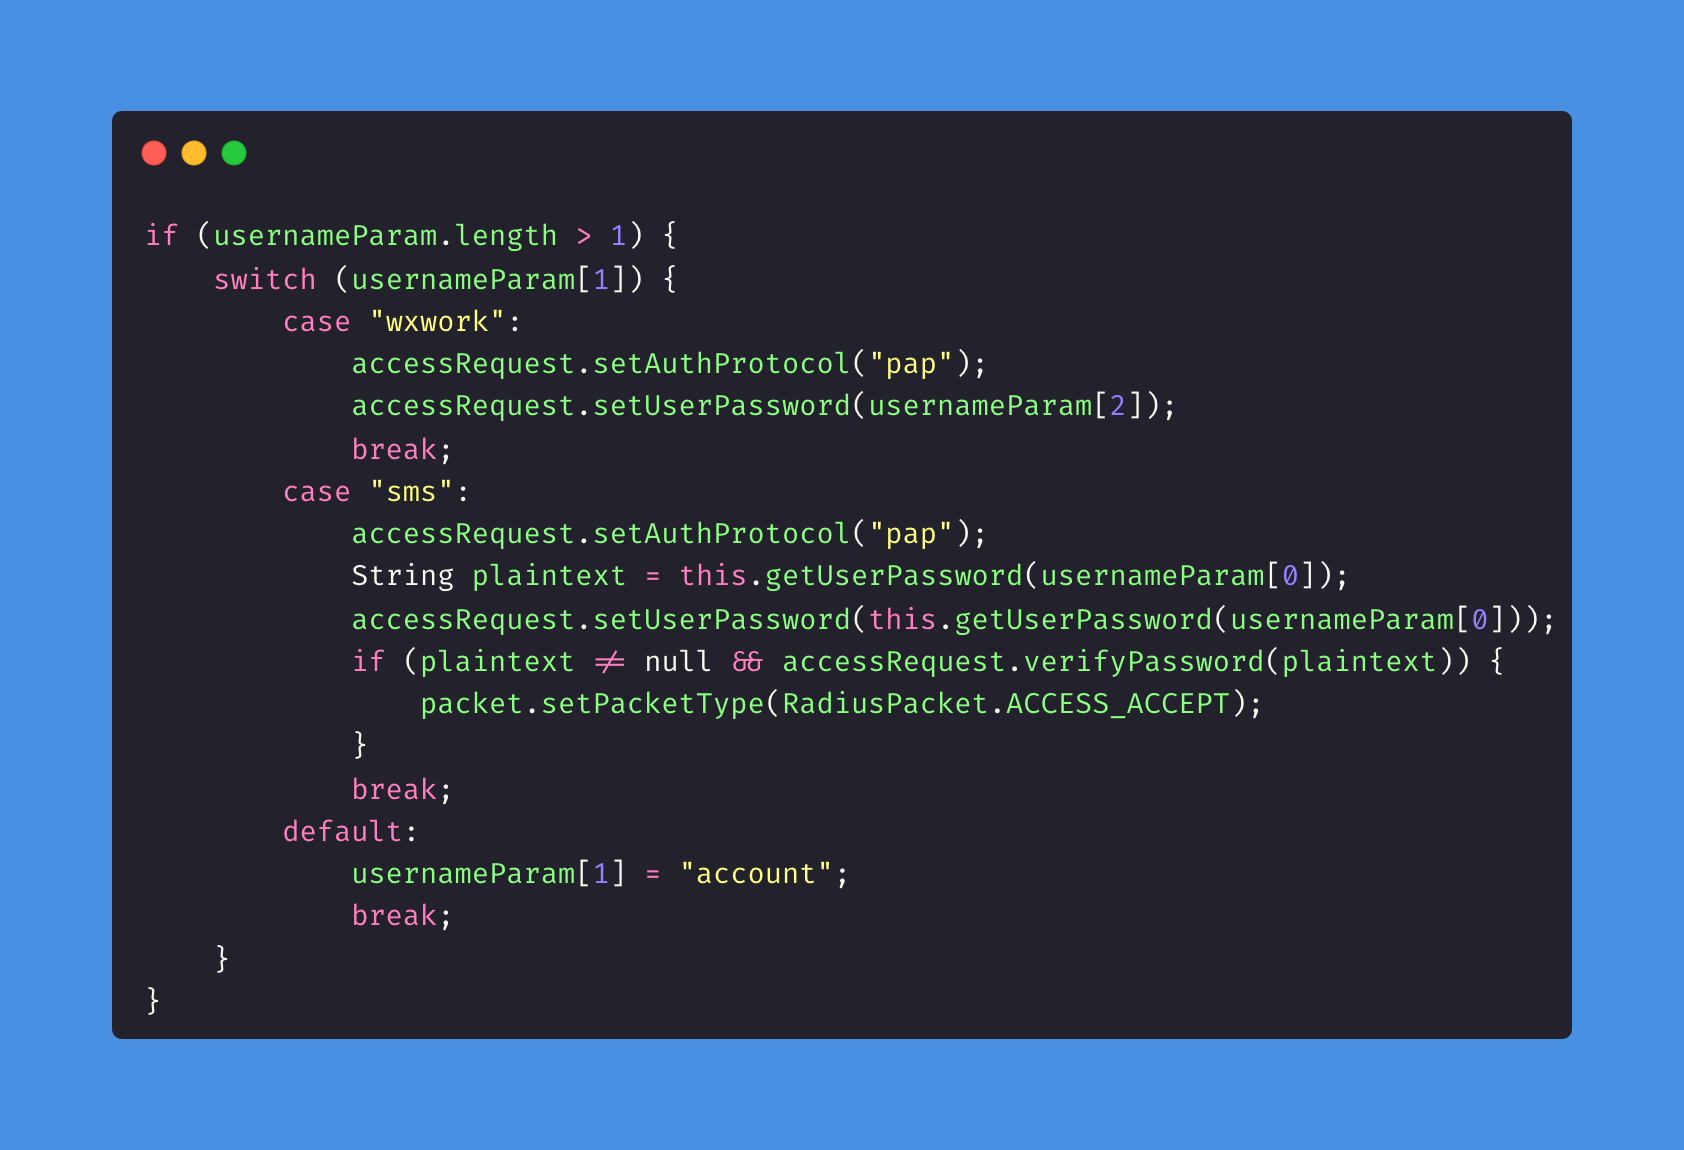 if (usernameParam.length > 1) {
    switch (usernameParam[1]) {
        case "wxwork":
            accessRequest.setAuthProtocol("pap");
            accessRequest.setUserPassword(usernameParam[2]);
            break;
        case "sms":
            accessRequest.setAuthProtocol("pap");
            String plaintext = this.getUserPassword(usernameParam[0]);
            accessRequest.setUserPassword(this.getUserPassword(usernameParam[0]));
            if (plaintext != null && accessRequest.verifyPassword(plaintext)) {
                packet.setPacketType(RadiusPacket.ACCESS_ACCEPT);
            }
            break;
        default:
            usernameParam[1] = "account";
            break;
    }
}